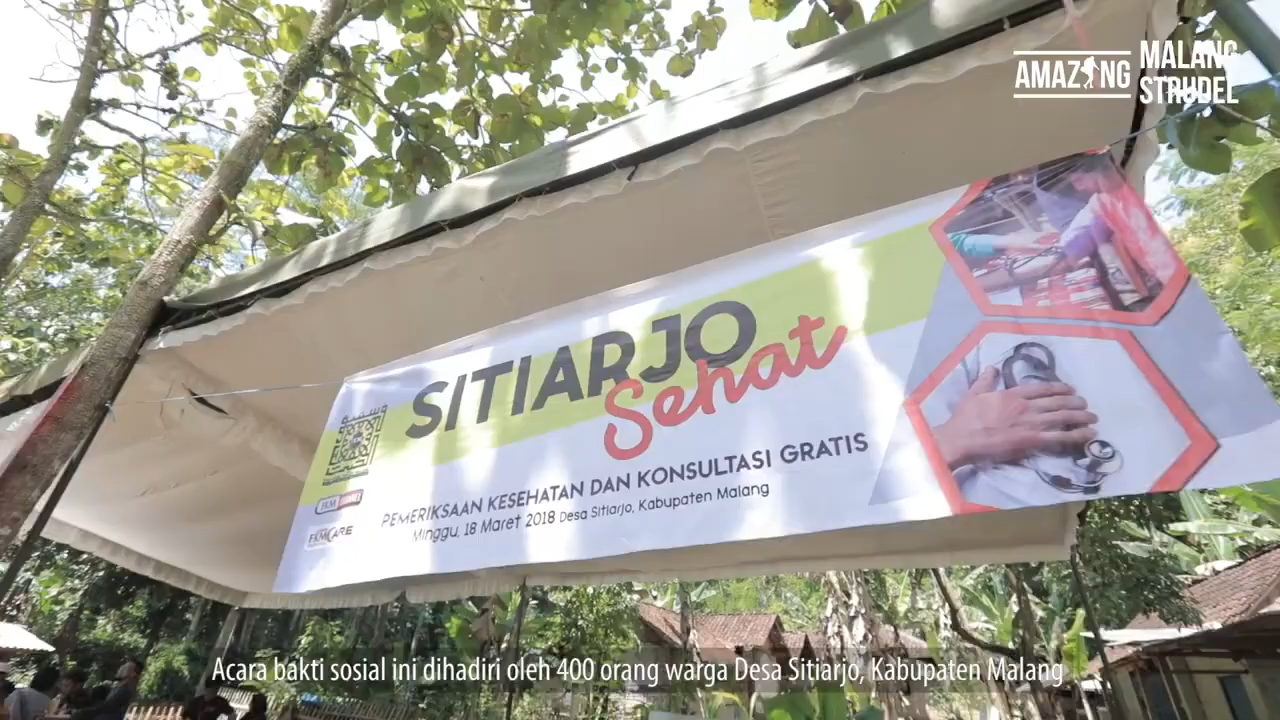 AMAZING
MALANG
STRUDEL
SITIARJO
Sehat
PEMERIKSAAN KESEHATAN DAN KONSULTASI GRATIS
Minggu, 18 Maret 2018 Desa Sitiarjo, Kabupaten Malang
FKMCARE
Acara bakti sosial ini dihadiri oleh 400 orang warga Desa Sitiarjo, Kabupaten Malang